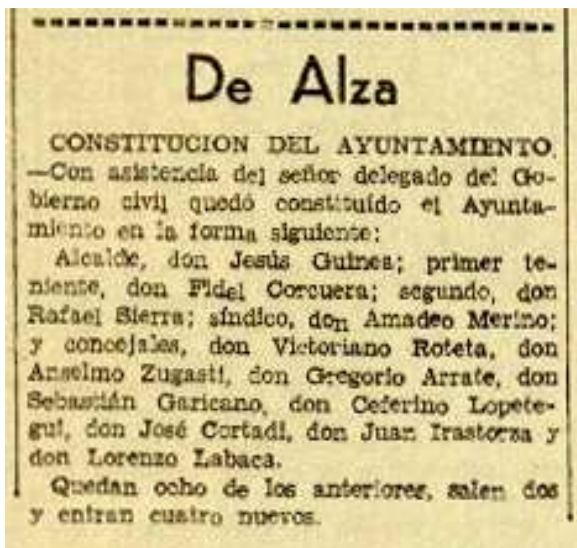 De Alza
CONSTITUCION DEL AYUNTAMIENTO.
—Con asistencia del señor delegado del Go-
bierno civil quedó constituído el Ayunta-
miento en la forma siguiente:
Alcalde, don Jesús Guinea; primer te-
niente, don Fidel Corcuera; segundo, don
Rafael Sierra; síndico, don Amadeo Merino;
y concejales, don Victoriano Roteta, don
Anselmo Zugasti, don Gregorio Arrate, don
Sebastián Garicano, don Ceferino Lopete-
gui, don José Cortadi, don Juan Irastorza y
don Lorenzo Labaca.
Quedan ocho de los anteriores, salen dos
y entran cuatro nuevos.